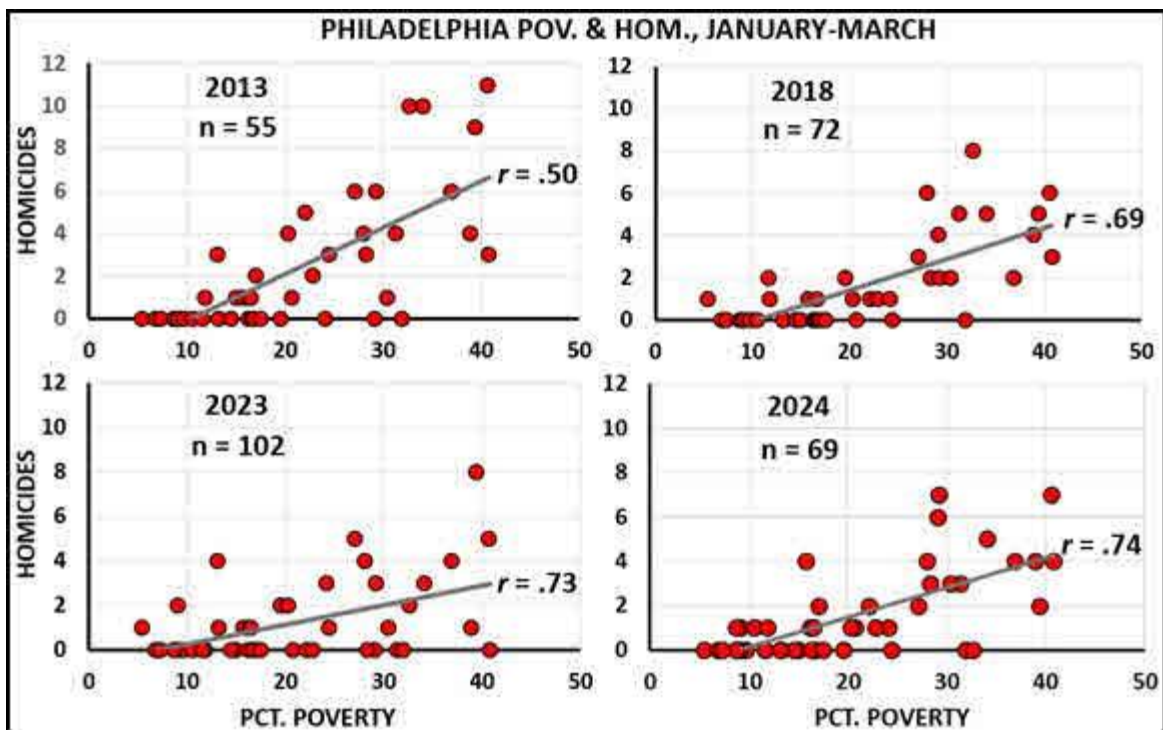 PHILADELPHIA POV. & HOM., JANUARY-MARCH
HOMICIDES
12
10
8
6
4
2
0
2013
n = 55
r = .50
0 10 20 30 40 50
12
10
8
6
4
2
0
2018
n = 72
r = .69
0 10 20 30 40 50
HOMICIDES
12
10
8
6
4
2
0
2023
n = 102
r = .73
0 10 20 30 40 50
PCT. POVERTY
12
10
8
6
4
2
0
2024
n = 69
r = .74
0 10 20 30 40 50
PCT. POVERTY